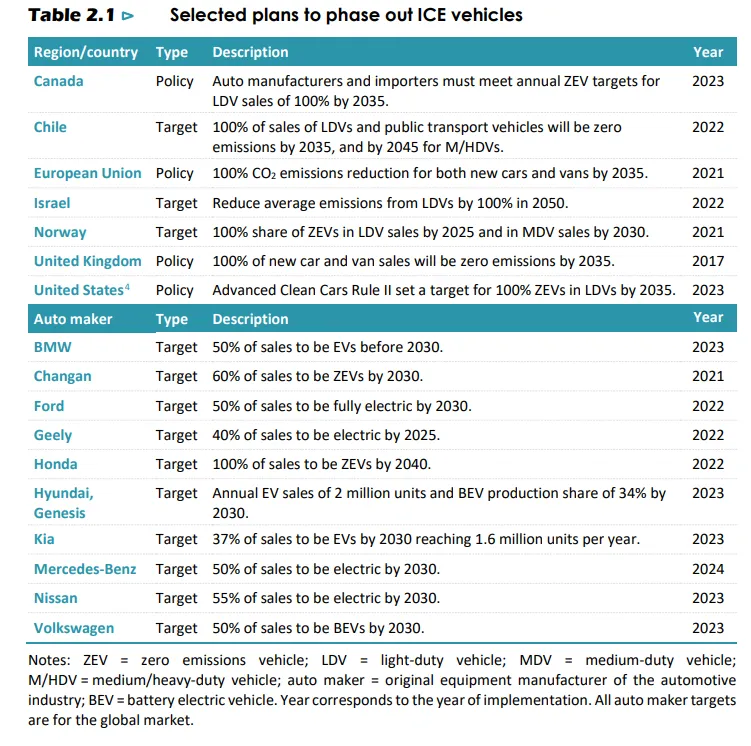 Table 2.1 ⊳ Selected plans to phase out ICE vehicles
Region/country Type Description Year
Canada Policy Auto manufacturers and importers must meet annual ZEV targets for 2023
LDV sales of 100% by 2035.
Chile Target 100% of sales of LDVs and public transport vehicles will be zero 2022
emissions by 2035, and by 2045 for M/HDVs.
European Union Policy 100% CO₂ emissions reduction for both new cars and vans by 2035. 2021
Israel Target Reduce average emissions from LDVs by 100% in 2050. 2022
Norway Target 100% share of ZEVs in LDV sales by 2025 and in MDV sales by 2030. 2021
United Kingdom Policy 100% of new car and van sales will be zero emissions by 2035. 2017
United States⁴ Policy Advanced Clean Cars Rule II set a target for 100% ZEVs in LDVs by 2035. 2023
Auto maker Type Description Year
BMW Target 50% of sales to be EVs before 2030. 2023
Changan Target 60% of sales to be ZEVs by 2030. 2021
Ford Target 50% of sales to be fully electric by 2030. 2022
Geely Target 40% of sales to be electric by 2025. 2022
Honda Target 100% of sales to be ZEVs by 2040. 2022
Hyundai, Target Annual EV sales of 2 million units and BEV production share of 34% by 2023
Genesis 2030.
Kia Target 37% of sales to be EVs by 2030 reaching 1.6 million units per year. 2023
Mercedes-Benz Target 50% of sales to be electric by 2030. 2024
Nissan Target 55% of sales to be electric by 2030. 2023
Volkswagen Target 50% of sales to be BEVs by 2030. 2023
Notes: ZEV = zero emissions vehicle; LDV = light-duty vehicle; MDV = medium-duty vehicle;
M/HDV = medium/heavy-duty vehicle; auto maker = original equipment manufacturer of the automotive
industry; BEV = battery electric vehicle. Year corresponds to the year of implementation. All auto maker targets
are for the global market.